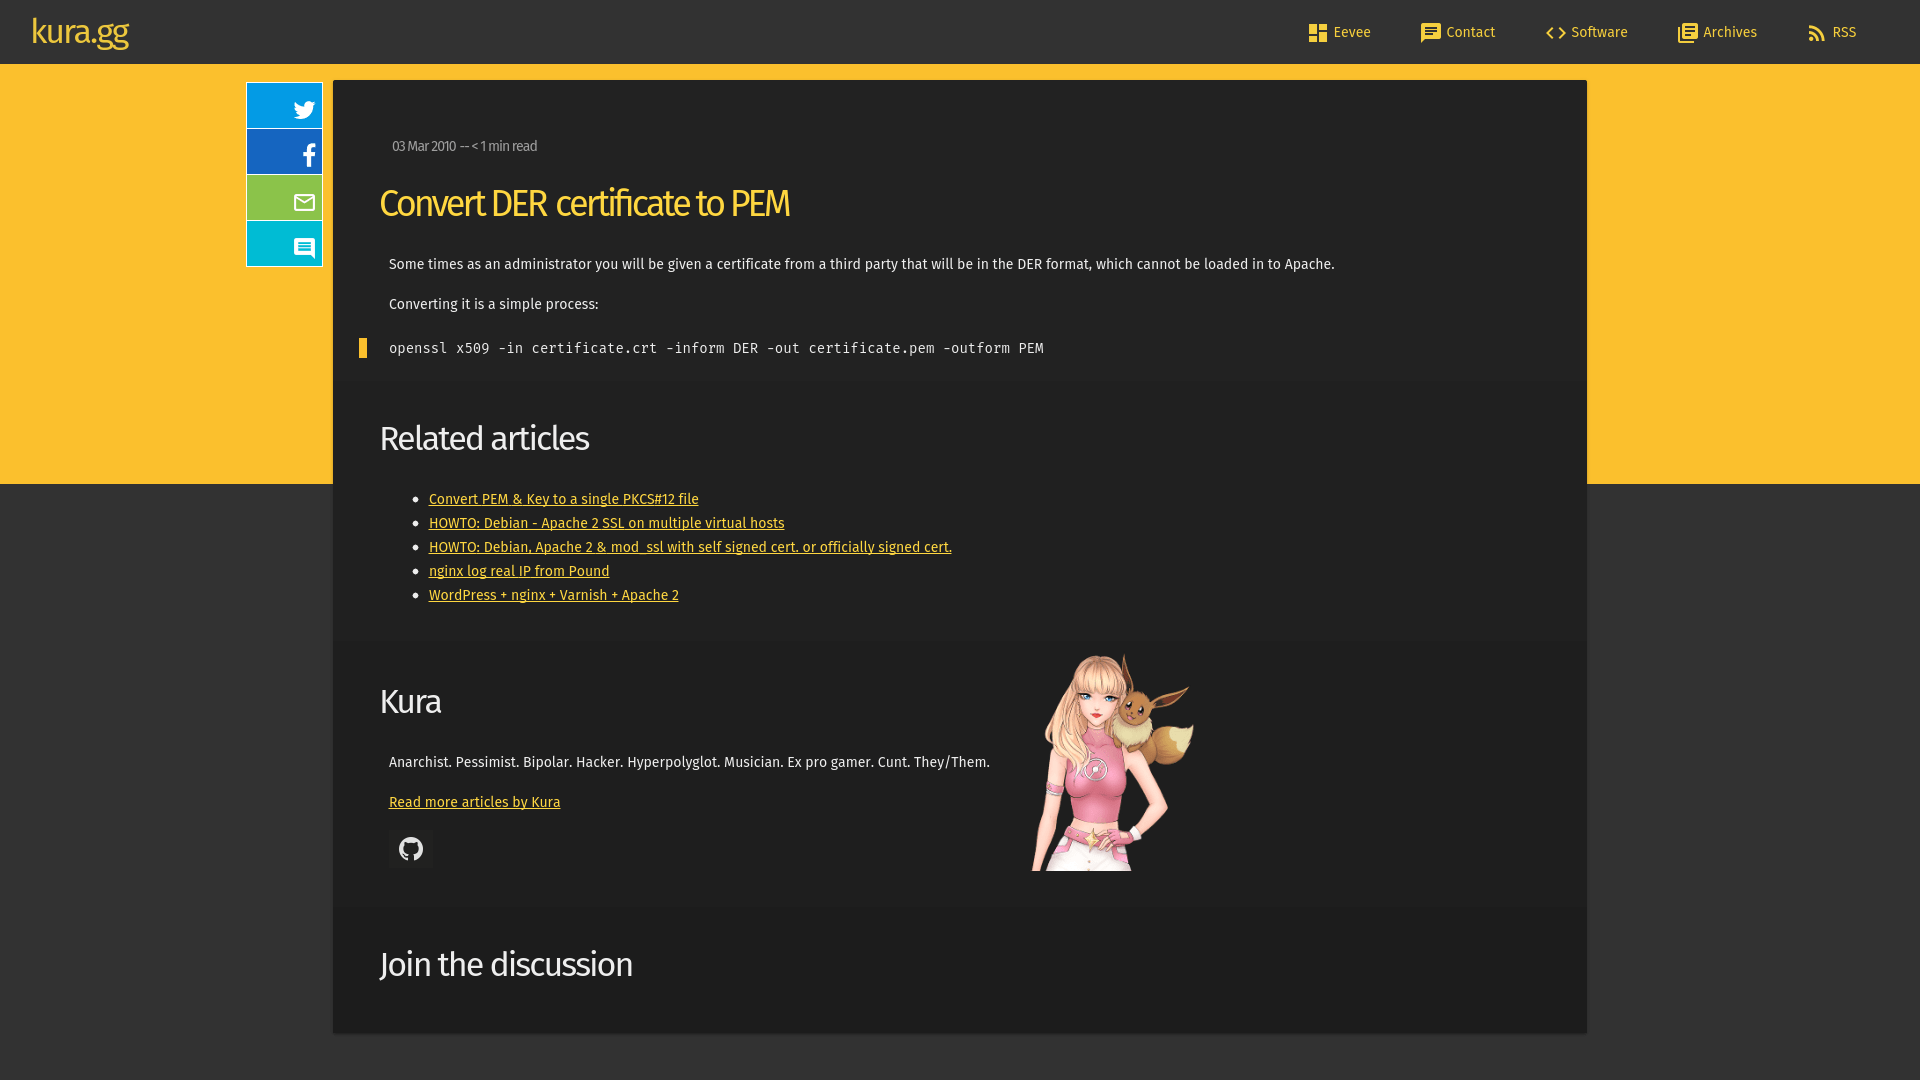 kura.gg
Eevee
Contact
Software
Archives
RSS
03 Mar 2010 -- < 1 min read
Convert DER certificate to PEM
Some times as an administrator you will be given a certificate from a third party that will be in the DER format, which cannot be loaded in to Apache.
Converting it is a simple process:
openssl x509 -in certificate.crt -inform DER -out certificate.pem -outform PEM
Related articles
Convert PEM & Key to a single PKCS#12 file
HOWTO: Debian - Apache 2 SSL on multiple virtual hosts
HOWTO: Debian, Apache 2 & mod_ssl with self signed cert. or officially signed cert.
nginx log real IP from Pound
WordPress + nginx + Varnish + Apache 2
Kura
Anarchist. Pessimist. Bipolar. Hacker. Hyperpolyglot. Musician. Ex pro gamer. Cunt. They/Them.
Read more articles by Kura
Join the discussion